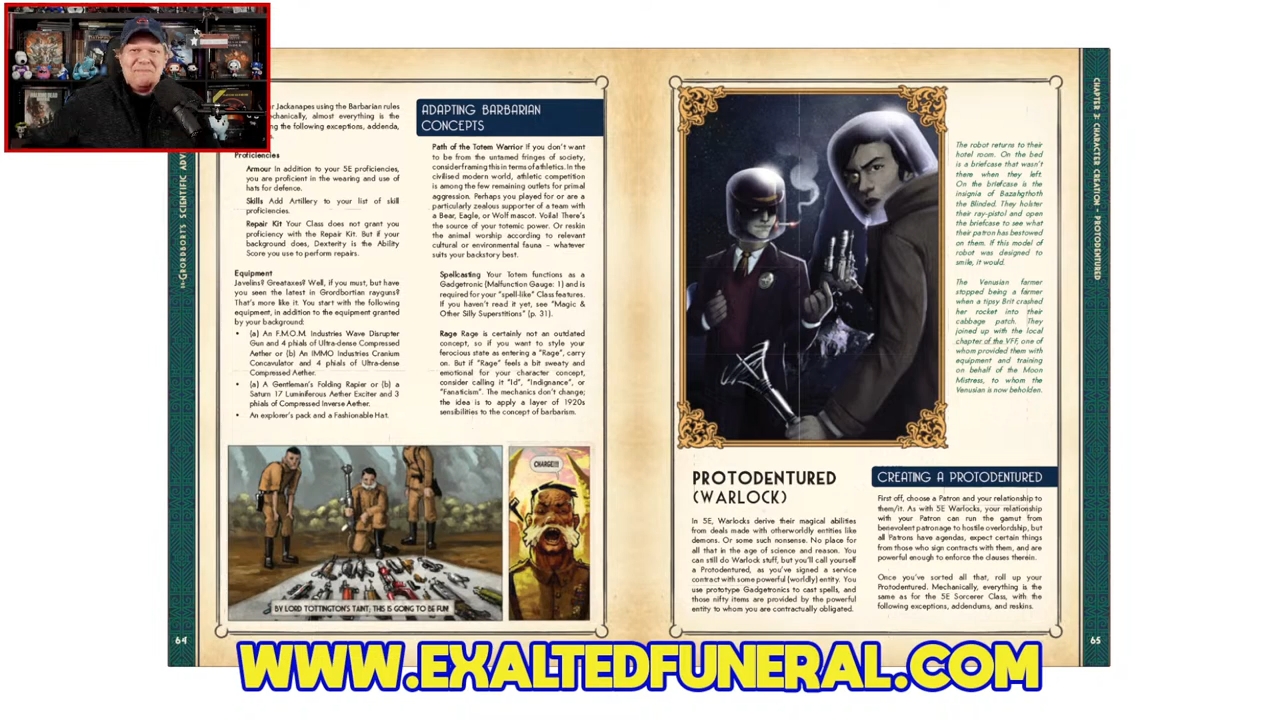 r Jackanapes using the Barbarian rules
chanically, almost everything is the
ng the following exceptions, addenda,
Proficiencies
Armour In addition to your 5E proficiencies,
you are proficient in the wearing and use of
hats for defence.
Skills Add Artillery to your list of skill
proficiencies.
Repair Kit Your Class does not grant you
proficiency with the Repair Kit. But if your
background does, Dexterity is the Ability
Score you use to perform repairs.
Equipment
Javelins? Greataxes? Well, if you must, but have
you seen the latest in Grordbortian rayguns?
That's more like it. You start with the following
equipment, in addition to the equipment granted
by your background:
• (a) An F.M.O.M. Industries Wave Disrupter
Gun and 4 phials of Ultra-dense Compressed
Aether or (b) An IMMO Industries Cranium
Concavulator and 4 phials of Ultra-dense
Compressed Aether.
• (a) A Gentleman's Folding Rapier or (b) a
Saturn 17 Luminiferous Aether Exciter and 3
phials of Compressed Inverse Aether.
• An explorer's pack and a Fashionable Hat.
ADAPTING BARBARIAN
CONCEPTS
Path of the Totem Warrior If you don't want
to be from the untamed fringes of society,
consider framing this in terms of athletics. In the
civilised modern world, athletic competition
is among the few remaining outlets for primal
aggression. Perhaps you played for or are a
particularly zealous supporter of a team with
a Bear, Eagle, or Wolf mascot. Voila! There's
the source of your totemic power. Or reskin
the animal worship according to relevant
cultural or environmental fauna – whatever
suits your backstory best.
Spellcasting Your Totem functions as a
Gadgetronic (Malfunction Gauge: 1) and is
required for your "spell-like" Class features.
If you haven't read it yet, see "Magic &
Other Silly Superstitions" (p. 31).
Rage Rage is certainly not an outdated
concept, so if you want to style your
ferocious state as entering a "Rage", carry
on. But if "Rage" feels a bit sweaty and
emotional for your character concept,
consider calling it "Id", "Indignance", or
"Fanaticism". The mechanics don't change;
the idea is to apply a layer of 1920s
sensibilities to the concept of barbarism.
BY LORD TOTTINGTON'S TAINT; THIS IS GOING TO BE FUN!
CHARGE!!!
64
GRORDBORT'S SCIENTIFIC ADV
The robot returns to their
hotel room. On the bed
is a briefcase that wasn't
there when they left.
On the briefcase is the
insignia of Bazahgthoth
the Blinded. They holster
their ray-pistol and open
the briefcase to see what
their patron has bestowed
on them. If this model of
robot was designed to
smile, it would.
The Venusian farmer
stopped being a farmer
when a tipsy Brit crashed
her rocket into their
cabbage patch. They
joined up with the local
chapter of the VFF, one of
whom provided them with
equipment and training
on behalf of the Moon
Mistress, to whom the
Venusian is now beholden.
PROTODENTURED
(WARLOCK)
In 5E, Warlocks derive their magical abilities
from deals made with otherworldly entities like
demons. Or some such nonsense. No place for
all that in the age of science and reason. You
can still do Warlock stuff, but you'll call yourself
a Protodentured, as you've signed a service
contract with some powerful (worldly) entity. You
use prototype Gadgetronics to cast spells, and
those nifty items are provided by the powerful
entity to whom you are contractually obligated.
CREATING A PROTODENTURED
First off, choose a Patron and your relationship to
them/it. As with 5E Warlocks, your relationship
with your Patron can run the gamut from
benevolent patronage to hostile overlordship, but
all Patrons have agendas, expect certain things
from those who sign contracts with them, and are
powerful enough to enforce the clauses therein.
Once you've sorted all that, roll up your
Protodentured. Mechanically, everything is the
same as for the 5E Sorcerer Class, with the
following exceptions, addendums, and reskins.
CHAPTER 3: CHARACTER CREATION - PROTODENTURED
65
WWW.EXALTEDFUNERAL.COM